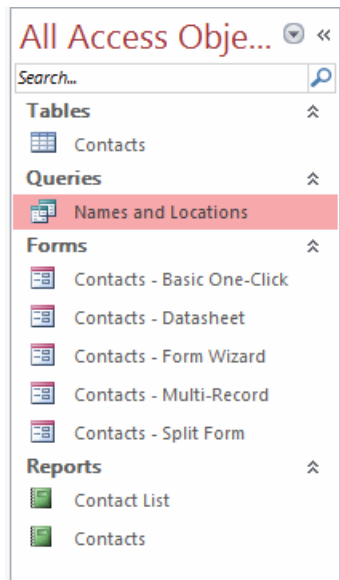 All Access Obje...
Search...
Tables
Contacts
Queries
Names and Locations
Forms
Contacts - Basic One-Click
Contacts - Datasheet
Contacts - Form Wizard
Contacts - Multi-Record
Contacts - Split Form
Reports
Contact List
Contacts